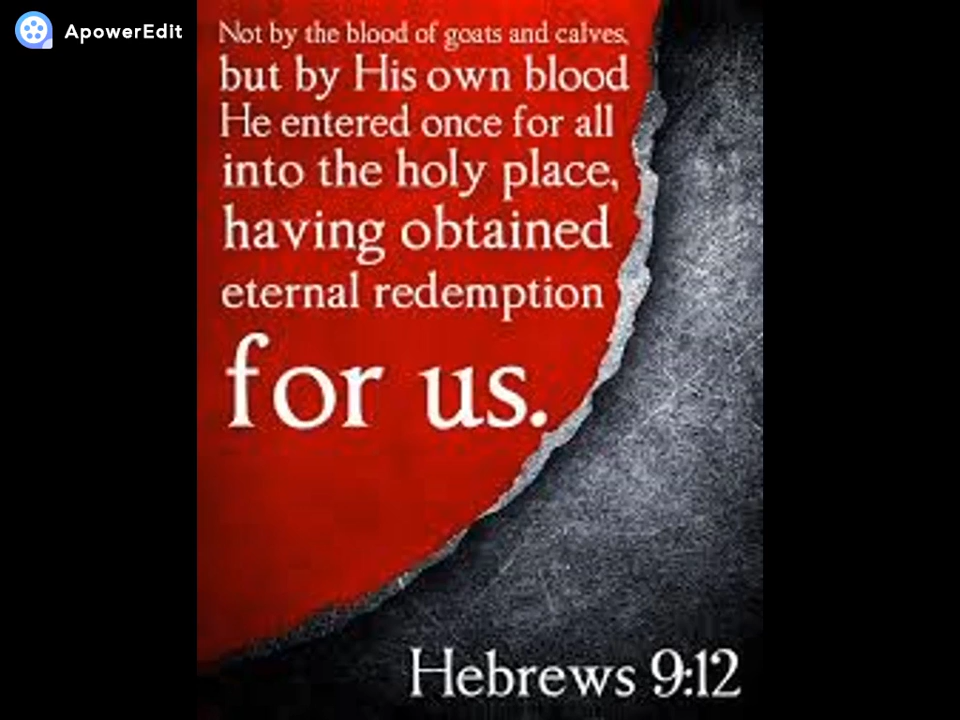 ApowerEdit
Not by the blood of goats and calves,
but by His own blood
He entered once for all
into the holy place,
having obtained
eternal redemption
for us.
Hebrews 9:12